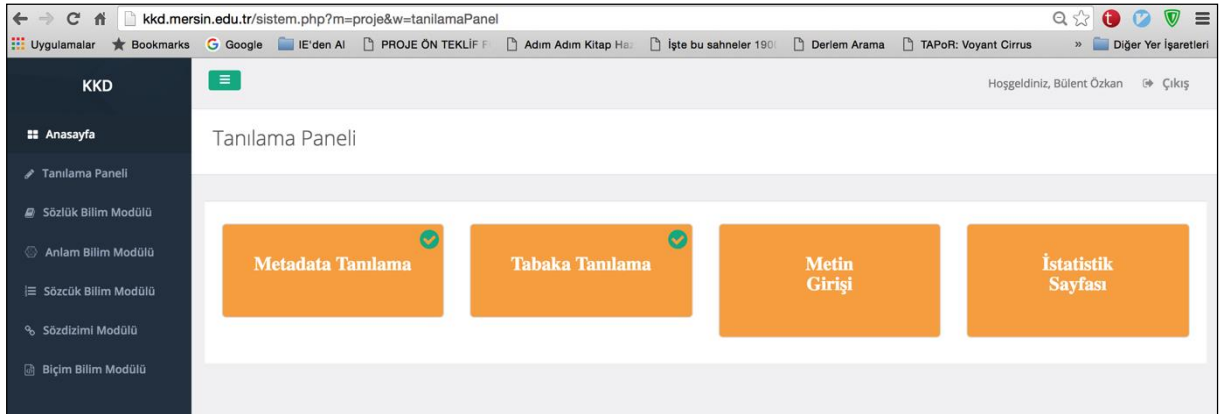 kkd.mersin.edu.tr/sistem.php?m=proje&w=tanilamaPanel
Uygulamalar Bookmarks Google IE'den Al PROJE ÖN TEKLİF F Adım Adım Kitap Haz İşte bu sahneler 190 Derlem Arama TAPoR: Voyant Cirrus » Diğer Yer İşaretleri
KKD
Hoşgeldiniz, Bülent Özkan Çıkış
Anasayfa
Tanılama Paneli
Tanılama Paneli
Sözlük Bilim Modülü
Anlam Bilim Modülü
Sözcük Bilim Modülü
Sözdizimi Modülü
Biçim Bilim Modülü
Metadata Tanılama
Tabaka Tanılama
Metin
Girişi
İstatistik
Sayfası